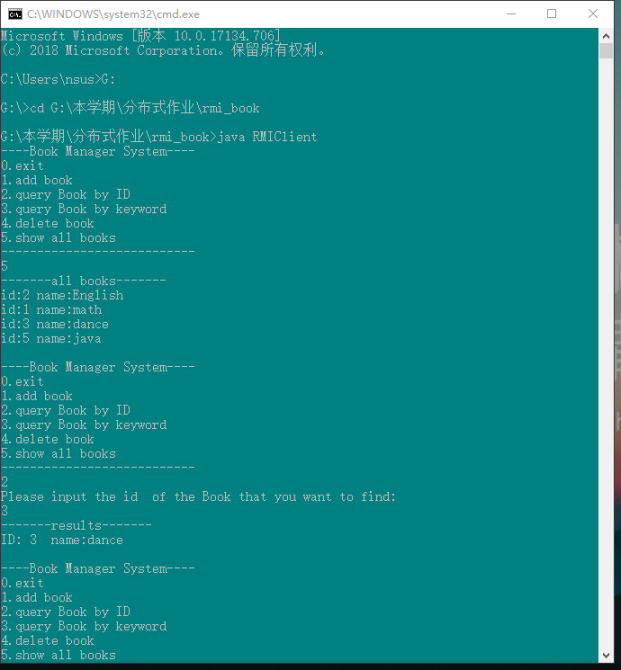 C:\WINDOWS\system32\cmd.exe
Microsoft Windows [版本 10.0.17134.706]
(c) 2018 Microsoft Corporation。保留所有权利。
C:\Users\nsus>G:
G:\>cd G:\本学期\分布式作业\rmi_book
G:\本学期\分布式作业\rmi_book>java RMIClient
----Book Manager System----
0.exit
1.add book
2.query Book by ID
3.query Book by keyword
4.delete book
5.show all books
---------------------------
5
-------all books-------
id:2 name:English
id:1 name:math
id:3 name:dance
id:5 name:java
----Book Manager System----
0.exit
1.add book
2.query Book by ID
3.query Book by keyword
4.delete book
5.show all books
---------------------------
2
Please input the id  of the Book that you want to find:
3
-------results-------
ID: 3  name:dance
----Book Manager System----
0.exit
1.add book
2.query Book by ID
3.query Book by keyword
4.delete book
5.show all books